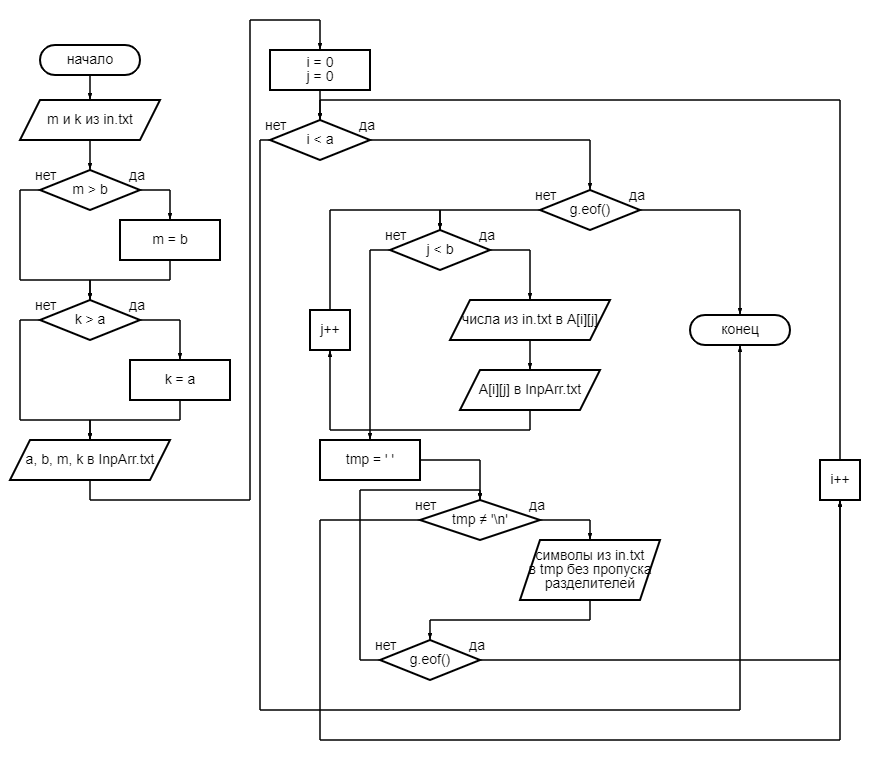 начало
m и k из in.txt
нет
да
m > b
m = b
нет
да
k > a
k = a
a, b, m, k в InpArr.txt
i = 0
j = 0
нет
да
i < a
нет
да
g.eof()
нет
да
j < b
числа из in.txt в A[i][j]
j++
конец
A[i][j] в InpArr.txt
tmp = ' '
i++
нет
да
tmp ≠ '\n'
символы из in.txt
в tmp без пропуска
разделителей
нет
да
g.eof()